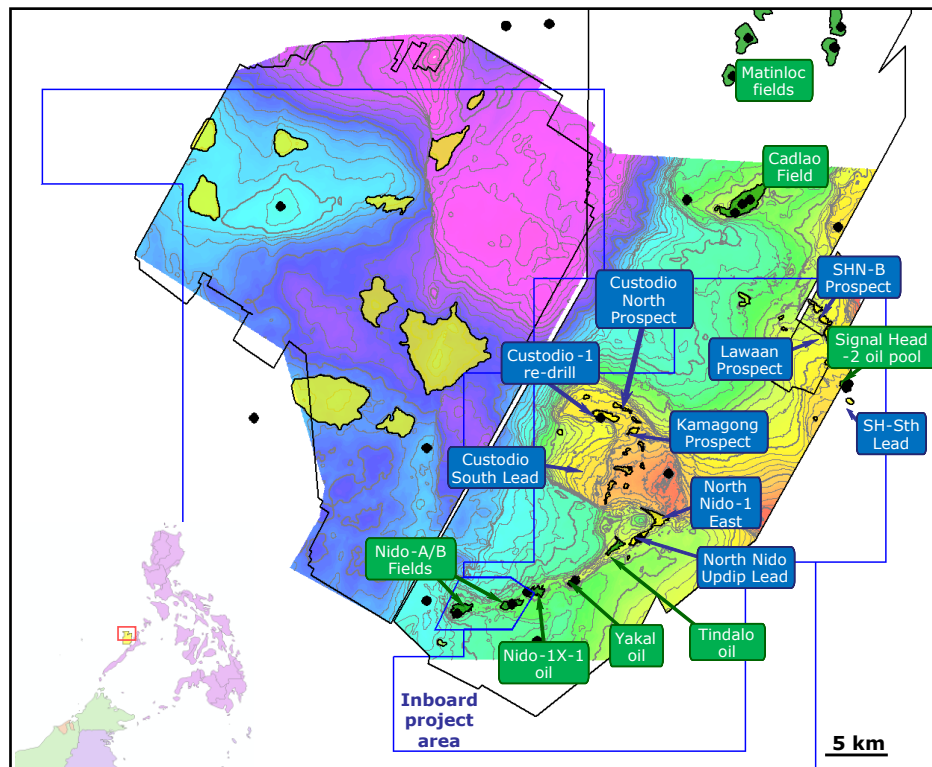 Matinloc
fields
Cadlao
Field
Custodio
North
Prospect
SHN-B
Prospect
Signal Head
-2 oil pool
Lawaan
Prospect
Custodio-1
re-drill
SH-Sth
Lead
Kamagong
Prospect
Custodio
South Lead
North
Nido-1
East
Nido-A/B
Fields
North Nido
Updip Lead
Nido-1X-1
oil
Yakal
oil
Tindalo
oil
Inboard
project
area
5 km